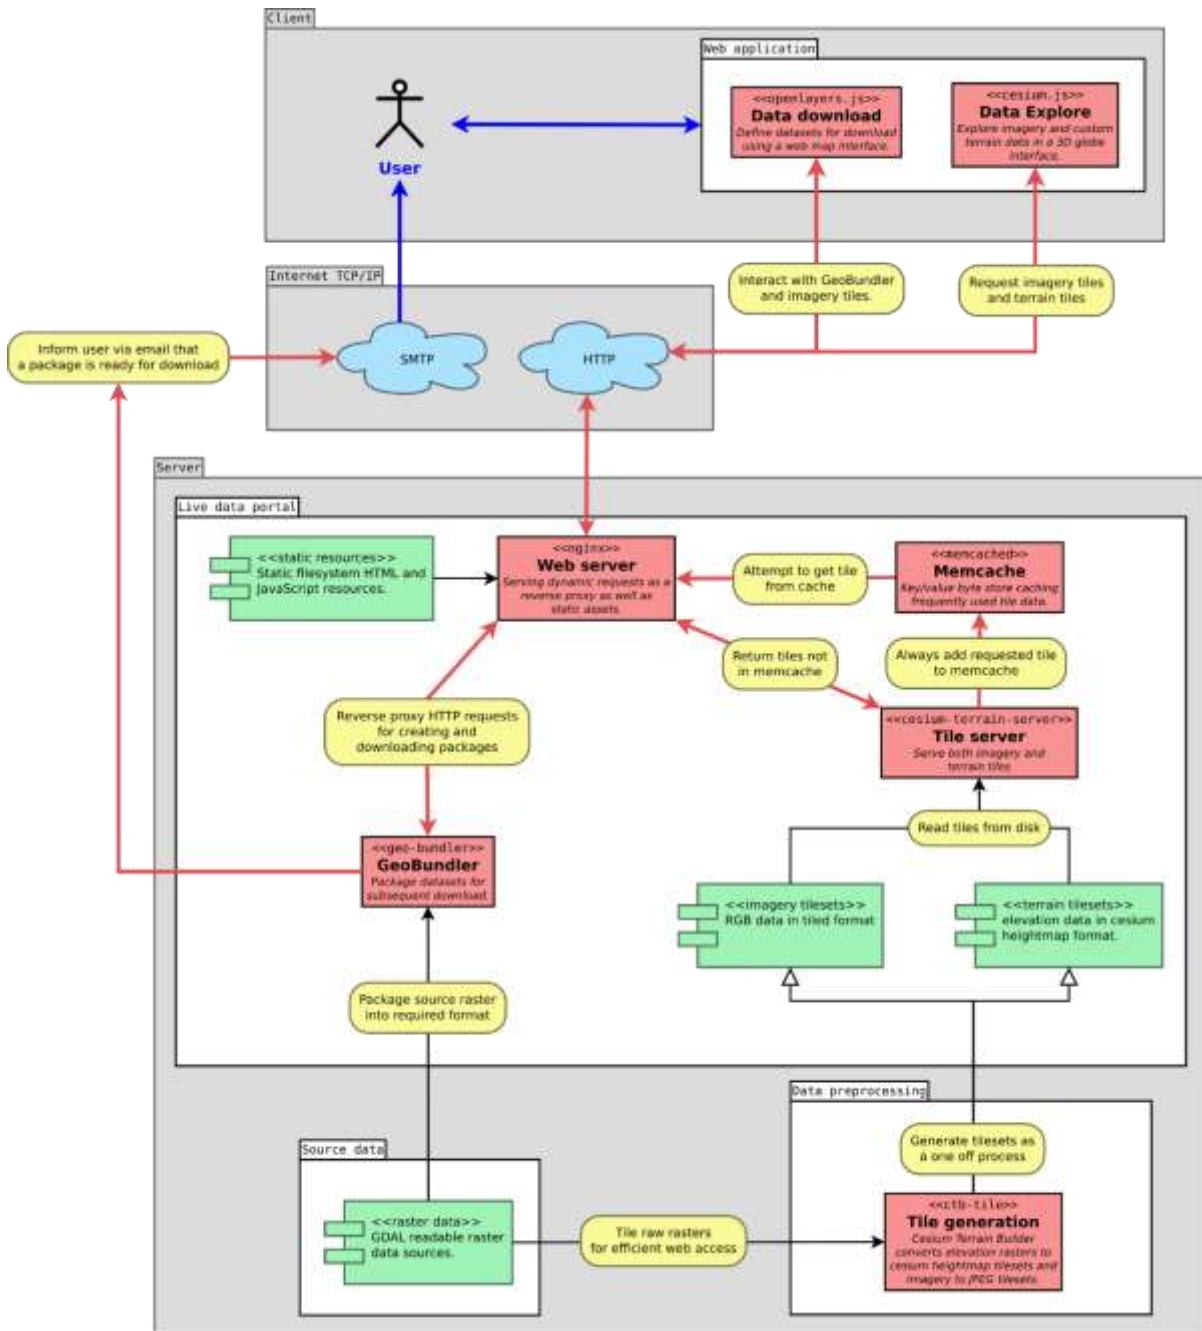 Client
Web application
<<openlayers.js>>
Data download
Define datasets for download
using a web map interface.
<<cesium.js>>
Data Explore
Explore imagery and custom
terrain data in a 3D globe
interface.
User
Internet TCP/IP
Interact with GeoBundler
and imagery tiles.
Request imagery tiles
and terrain tiles
Inform user via email that
a package is ready for download
SMTP
HTTP
Server
Live data portal
<<static resources>>
Static filesystem HTML and
JavaScript resources.
<<nginx>>
Web server
Serving dynamic requests as a
reverse proxy as well as
static assets
Attempt to get tile
from cache
<<memcached>>
Memcache
Key/value byte store caching
frequently used tile data.
Return tiles not
in memcache
Always add requested tile
to memcache
Reverse proxy HTTP requests
for creating and
downloading packages
<<cesium-terrain-server>>
Tile server
Serve both imagery and
terrain tiles
Read tiles from disk
<<geo-bundler>>
GeoBundler
Package datasets for
subsequent download.
<<imagery tilesets>>
RGB data in tiled format
<<terrain tilesets>>
elevation data in cesium
heightmap format.
Package source raster
into required format
Data preprocessing
Generate tilesets as
a one off process
Source data
<<raster data>>
GDAL readable raster
data sources.
Tile raw rasters
for efficient web access
<<ctb-tile>>
Tile generation
Cesium Terrain Builder
converts elevation rasters to
cesium heightmap tilesets and
imagery to JPEG tilesets